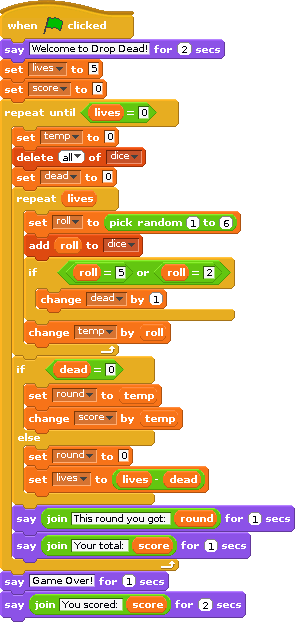 when clicked
say Welcome to Drop Dead! for 2 secs
set lives to 5
set score to 0
repeat until lives = 0
set temp to 0
delete all of dice
set dead to 0
repeat lives
set roll to pick random 1 to 6
add roll to dice
if roll = 5 or roll = 2
change dead by 1
change temp by roll
if dead = 0
set round to temp
change score by temp
else
set round to 0
set lives to lives - dead
say join This round you got: round for 1 secs
say join Your total: score for 1 secs
say Game Over! for 1 secs
say join You scored: score for 2 secs